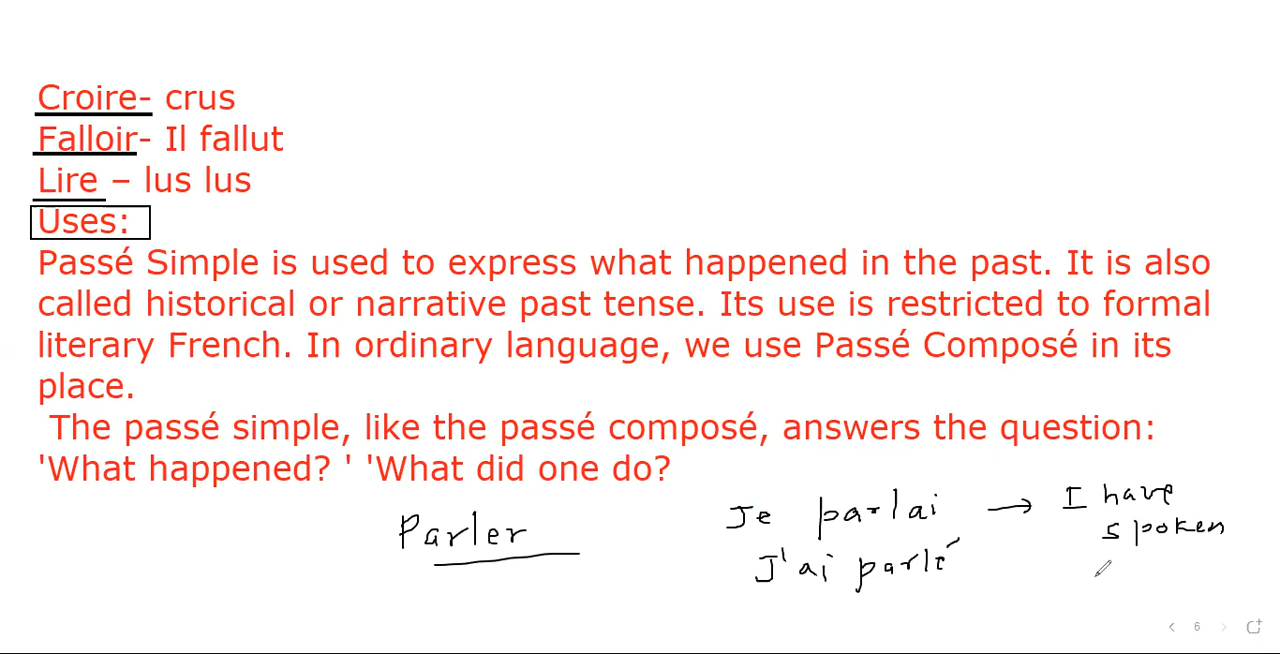 Croire- crus
Falloir- Il fallut
Lire – lus lus
Uses:
Passé Simple is used to express what happened in the past. It is also
called historical or narrative past tense. Its use is restricted to formal
literary French. In ordinary language, we use Passé Composé in its
place.
The passé simple, like the passé composé, answers the question:
'What happened? ' 'What did one do?
Parler
Je parlai → I have
spoken
J'ai parlé
< 6 >